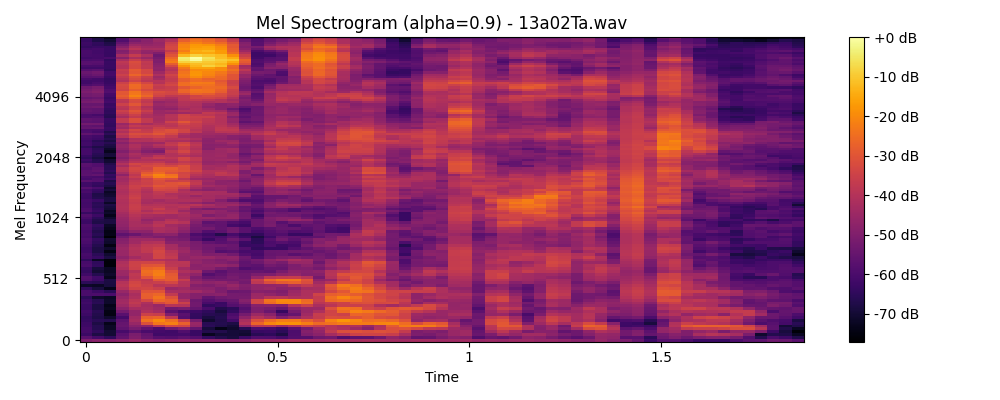 Mel Spectrogram (alpha=0.9) - 13a02Ta.wav
Mel Frequency
4096
2048
1024
512
0
0
0.5
1
1.5
Time
+0 dB
-10 dB
-20 dB
-30 dB
-40 dB
-50 dB
-60 dB
-70 dB